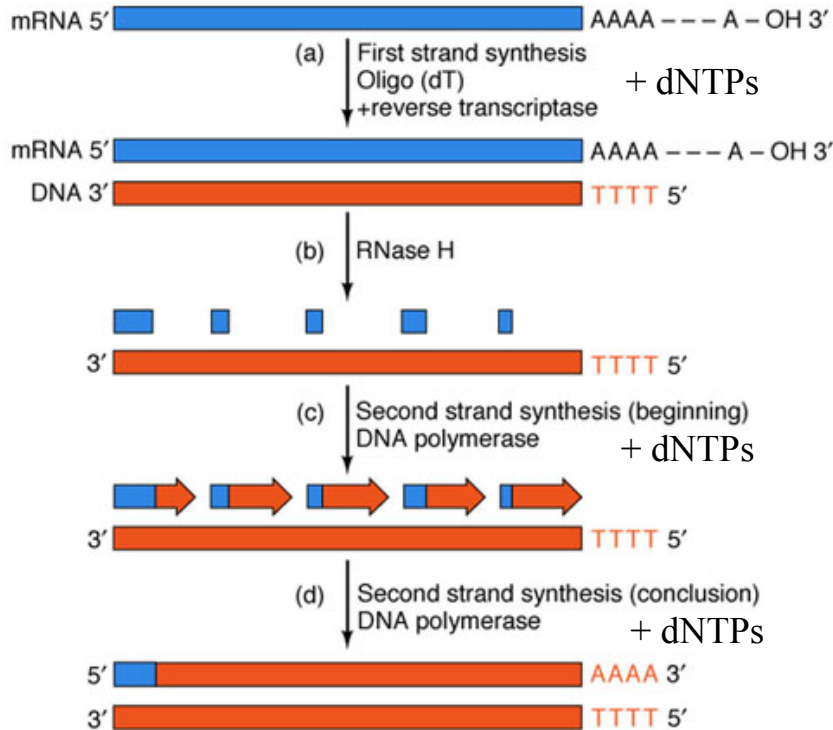 mRNA 5′ AAAA – – – A – OH 3′
(a) First strand synthesis
Oligo (dT) + dNTPs
+reverse transcriptase
mRNA 5′ AAAA – – – A – OH 3′
DNA 3′ TTTT 5′
(b) RNase H
3′ TTTT 5′
(c) Second strand synthesis (beginning)
DNA polymerase + dNTPs
3′ TTTT 5′
(d) Second strand synthesis (conclusion)
DNA polymerase + dNTPs
5′ AAAA 3′
3′ TTTT 5′